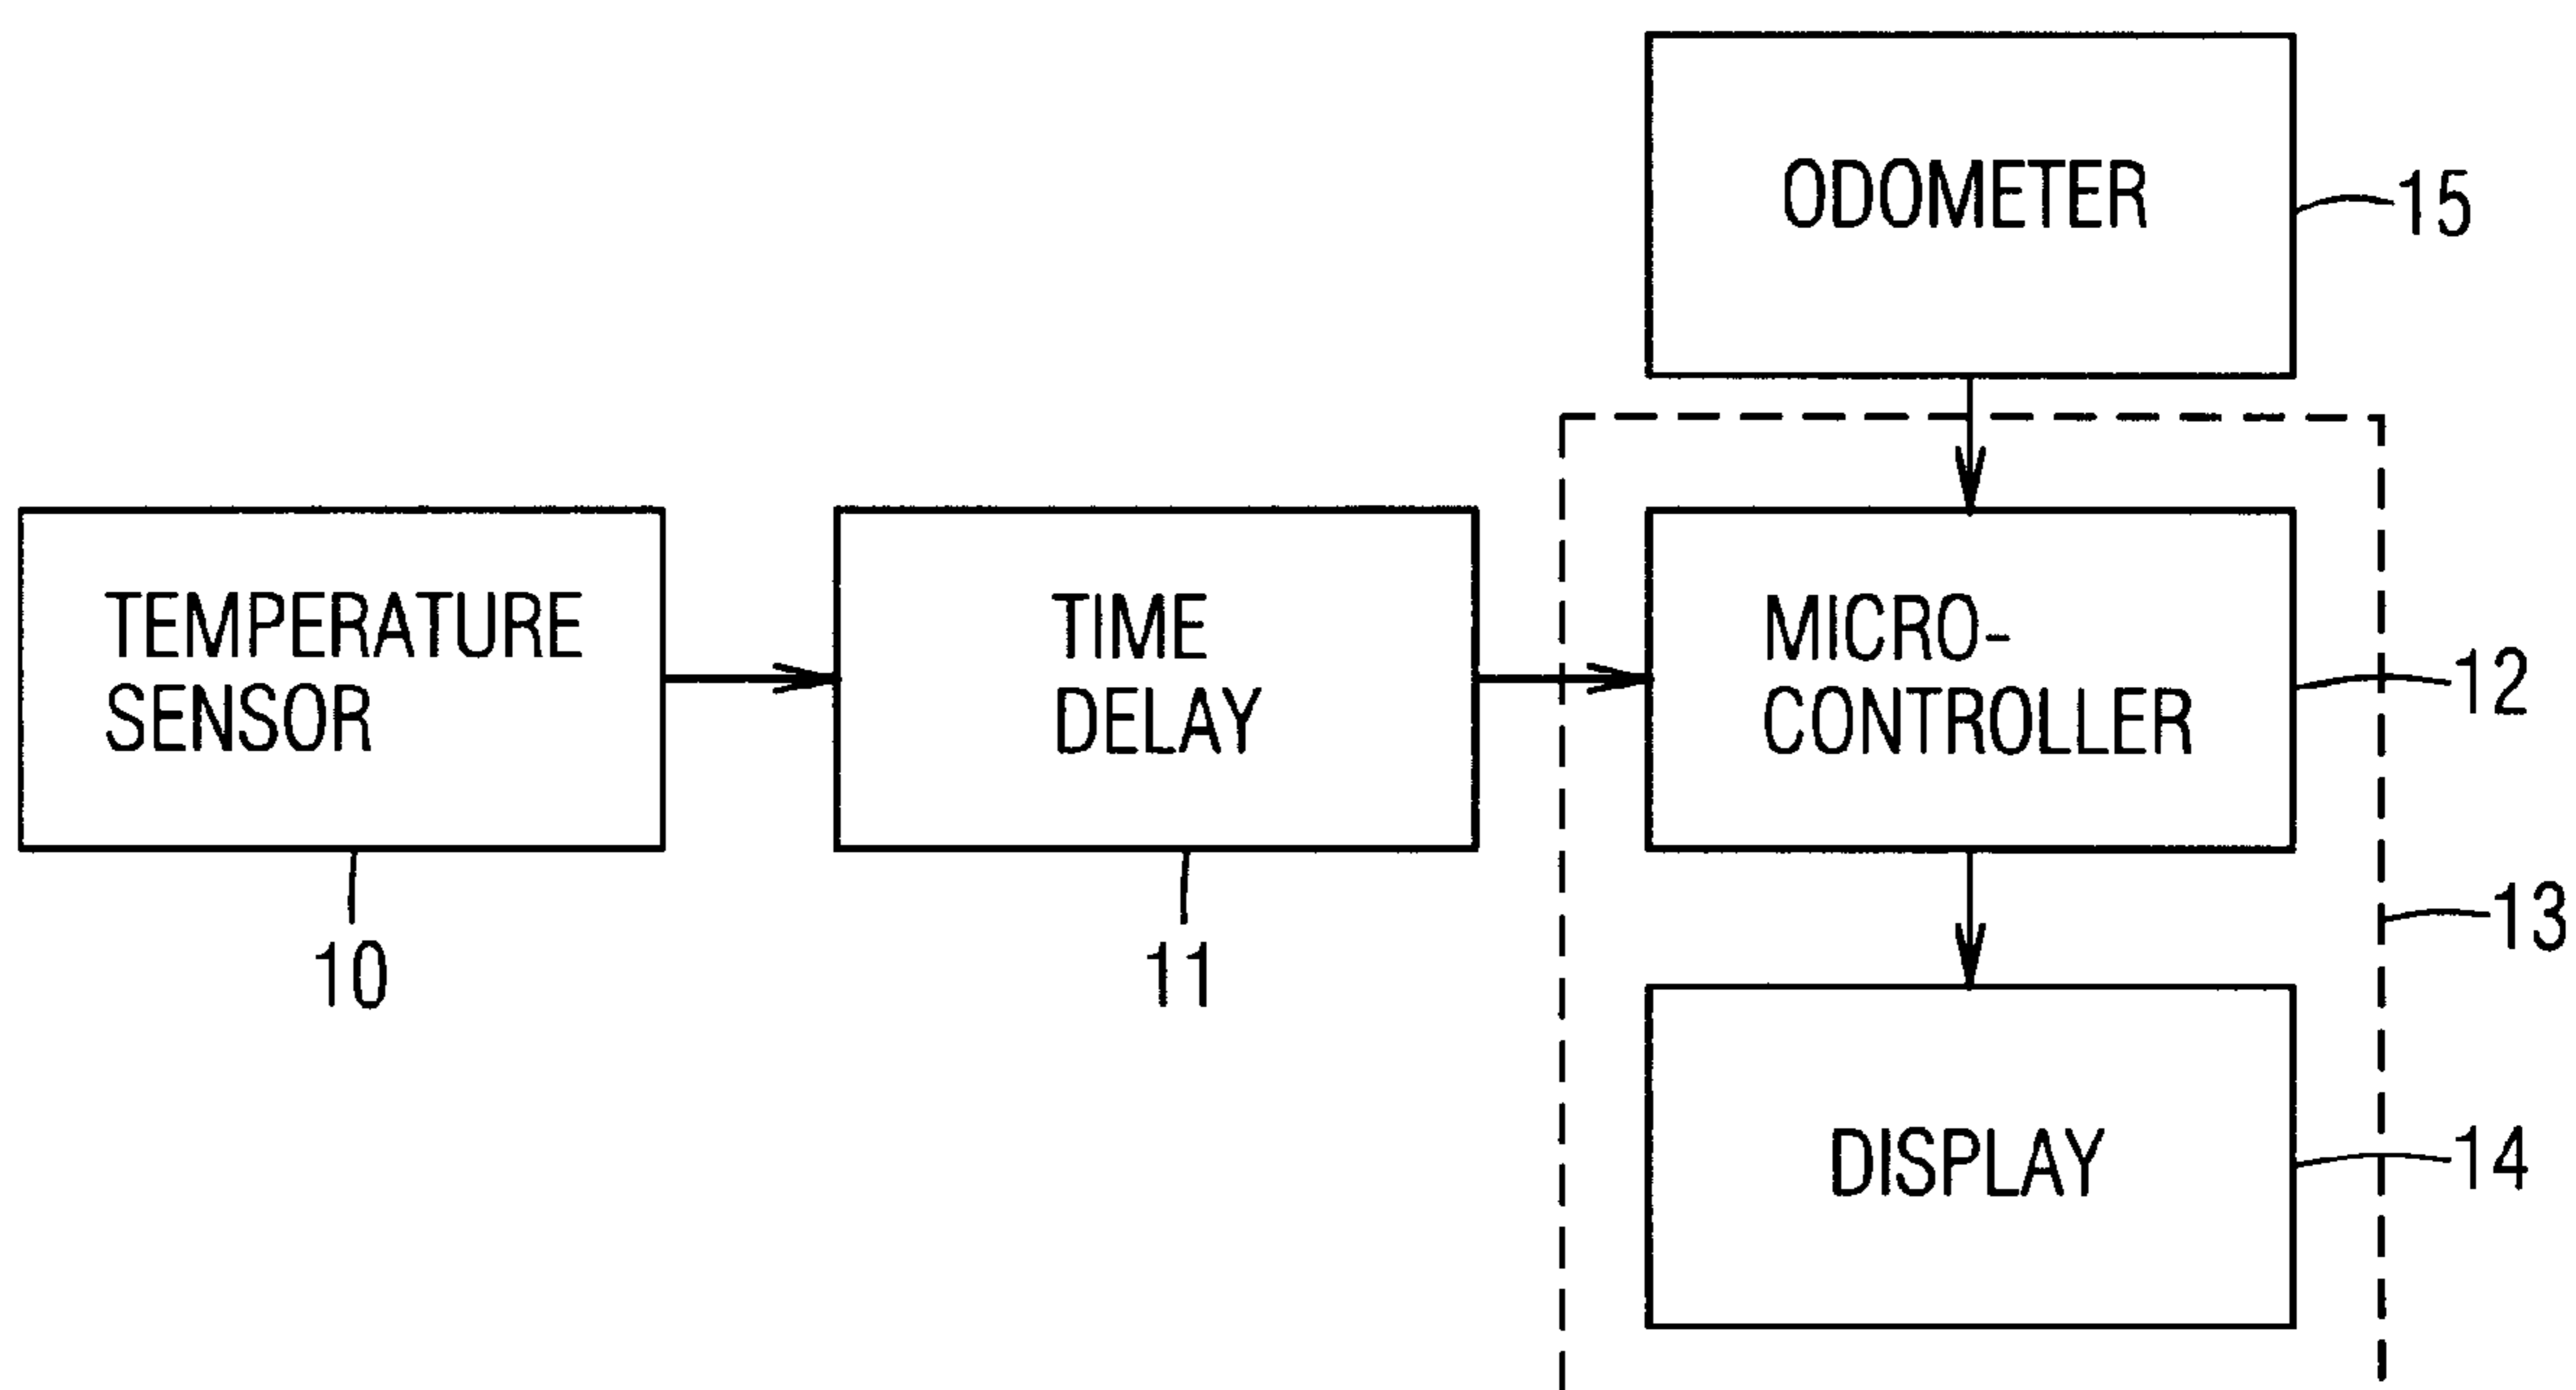 ODOMETER
15
TEMPERATURE
SENSOR
10
TIME
DELAY
11
MICRO-
CONTROLLER
12
13
DISPLAY
14